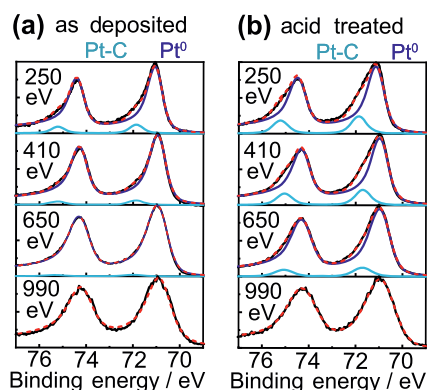 (a) as deposited
Pt-C Pt⁰
250
eV
410
eV
650
eV
990
eV
76 74 72 70
Binding energy / eV
(b) acid treated
Pt-C Pt⁰
250
eV
410
eV
650
eV
990
eV
76 74 72 70
Binding energy / eV